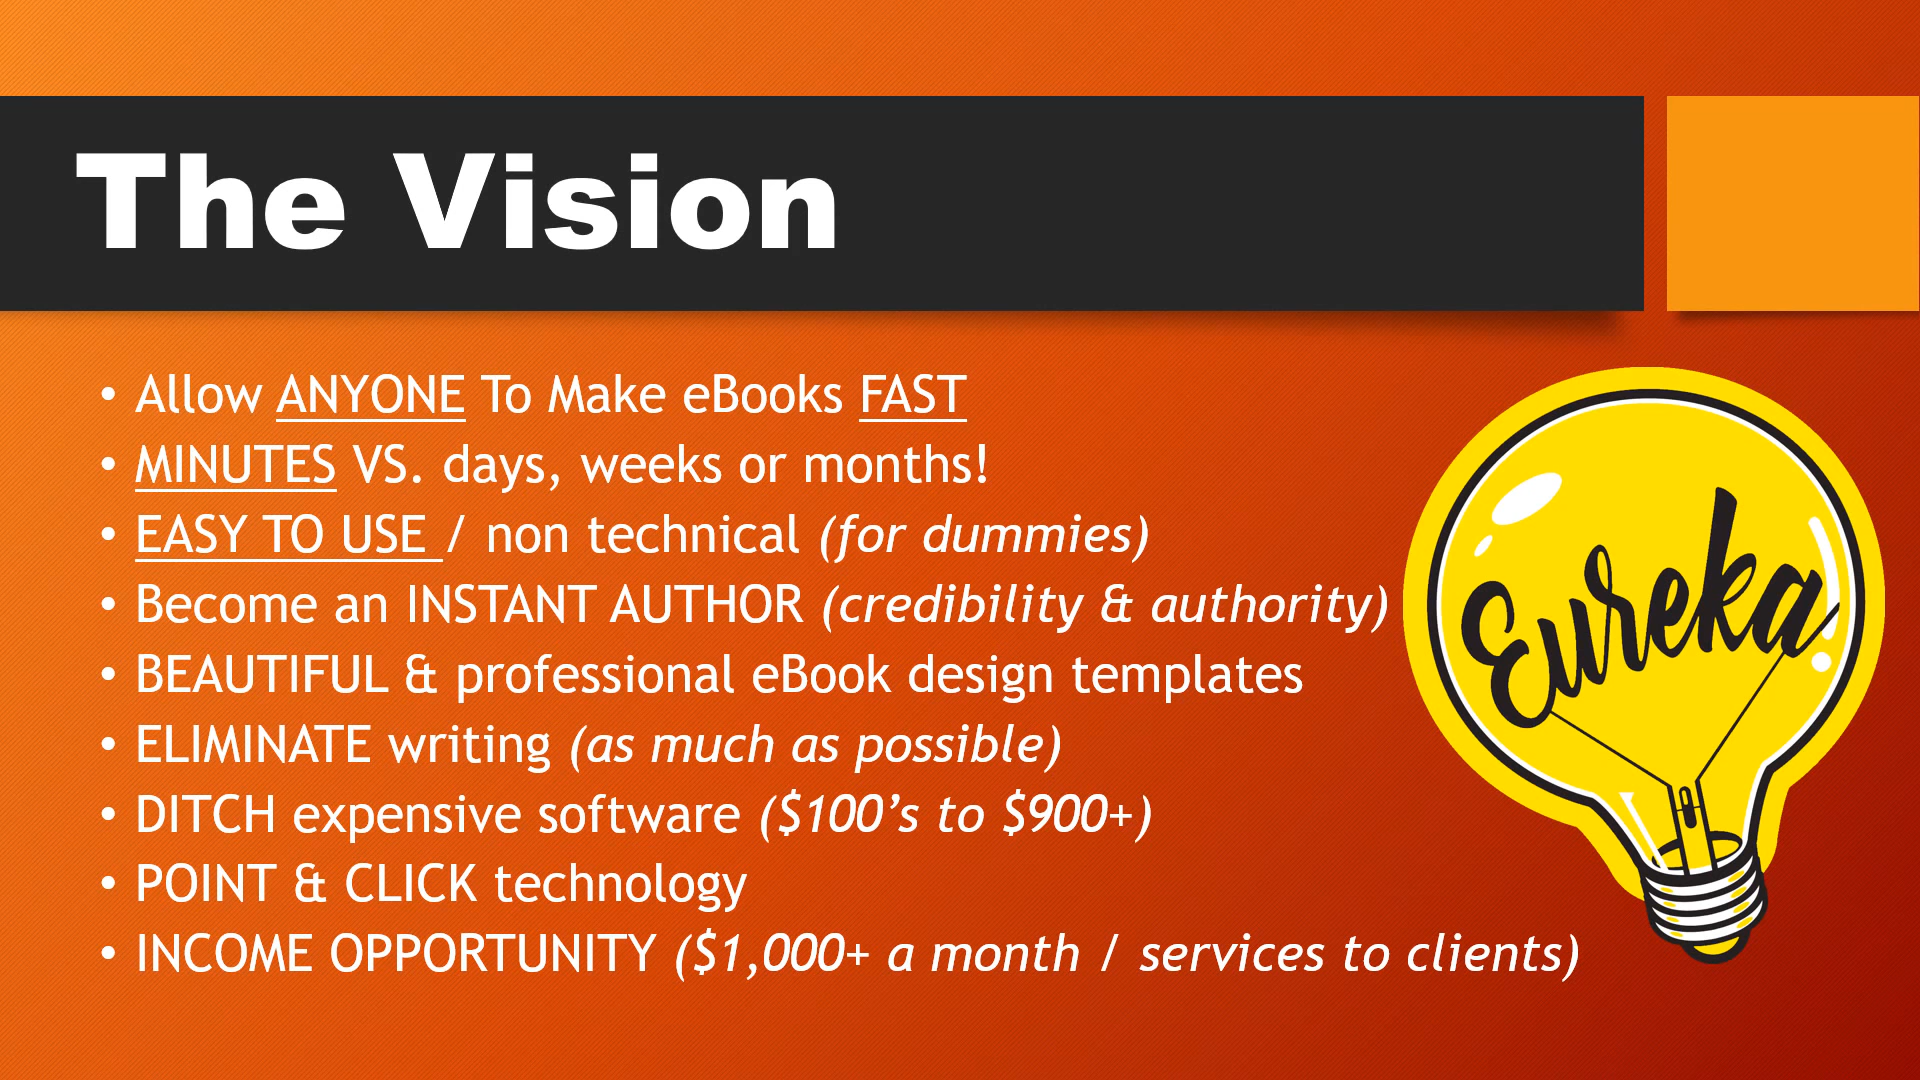 The Vision
• Allow ANYONE To Make eBooks FAST
• MINUTES VS. days, weeks or months!
• EASY TO USE / non technical (for dummies)
• Become an INSTANT AUTHOR (credibility & authority)
• BEAUTIFUL & professional eBook design templates
• ELIMINATE writing (as much as possible)
• DITCH expensive software ($100’s to $900+)
• POINT & CLICK technology
• INCOME OPPORTUNITY ($1,000+ a month / services to clients)
Eureka